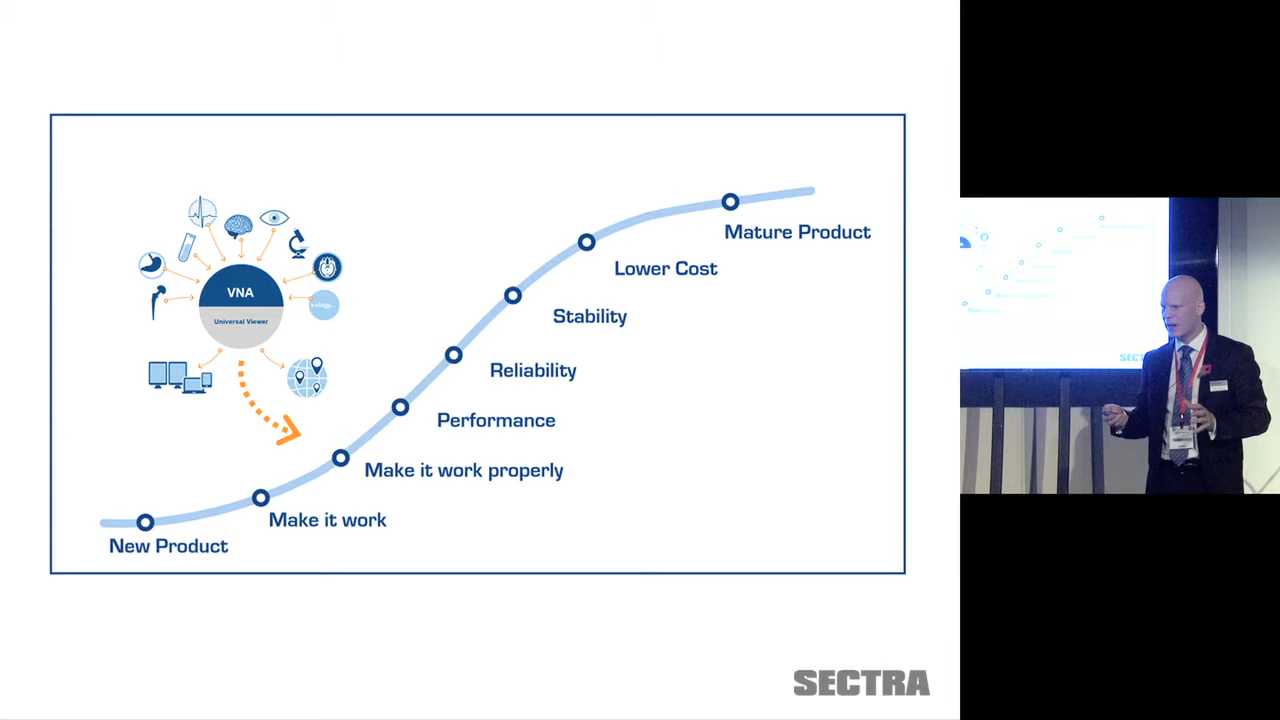 VNA
Universal Viewer
Mature Product
Lower Cost
Stability
Reliability
Performance
Make it work properly
Make it work
New Product
SECTRA
SECT